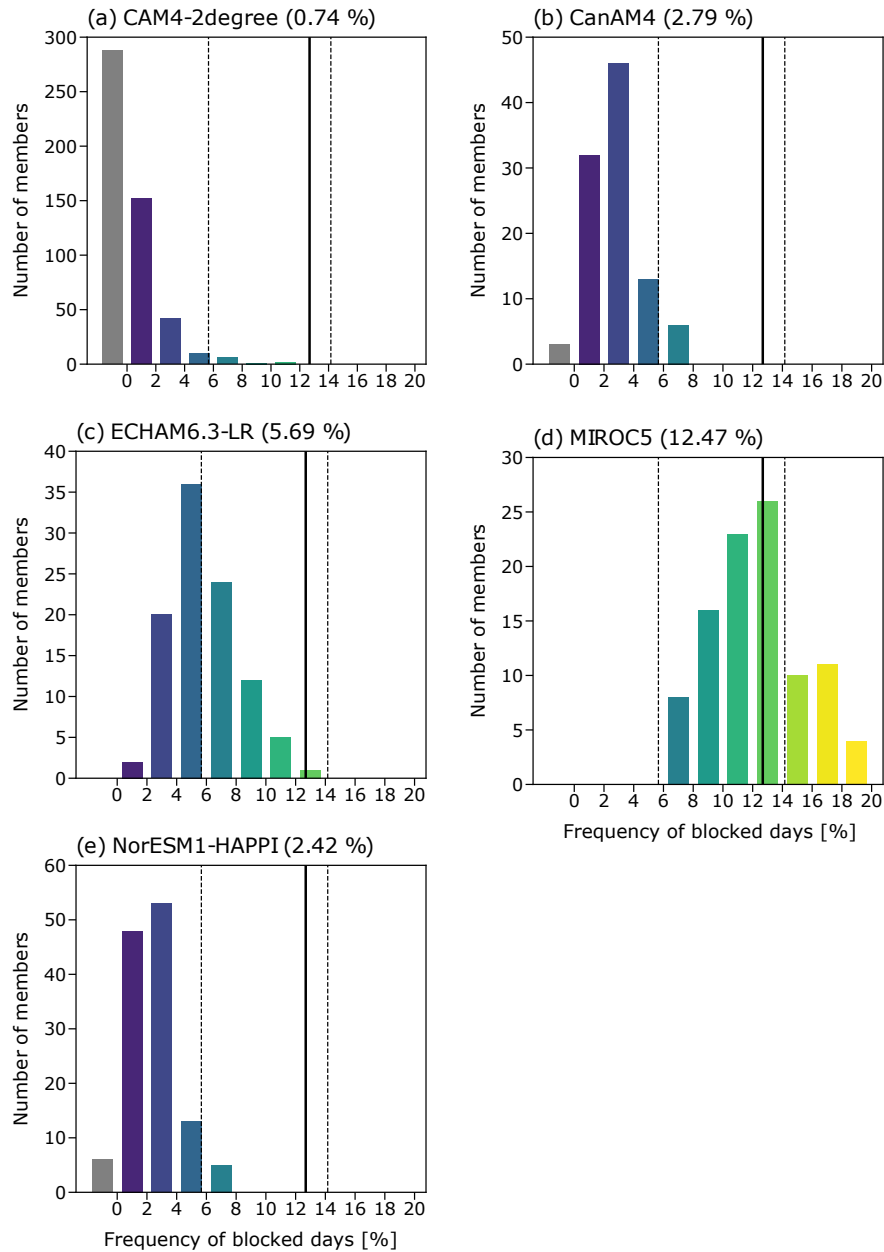 (a) CAM4-2degree (0.74 %)
Number of members
300
250
200
150
100
50
0
0 2 4 6 8 10 12 14 16 18 20
(b) CanAM4 (2.79 %)
Number of members
50
40
30
20
10
0
0 2 4 6 8 10 12 14 16 18 20
(c) ECHAM6.3-LR (5.69 %)
Number of members
40
35
30
25
20
15
10
5
0
0 2 4 6 8 10 12 14 16 18 20
(d) MIROC5 (12.47 %)
Number of members
30
25
20
15
10
5
0
0 2 4 6 8 10 12 14 16 18 20
Frequency of blocked days [%]
(e) NorESM1-HAPPI (2.42 %)
Number of members
60
50
40
30
20
10
0
0 2 4 6 8 10 12 14 16 18 20
Frequency of blocked days [%]